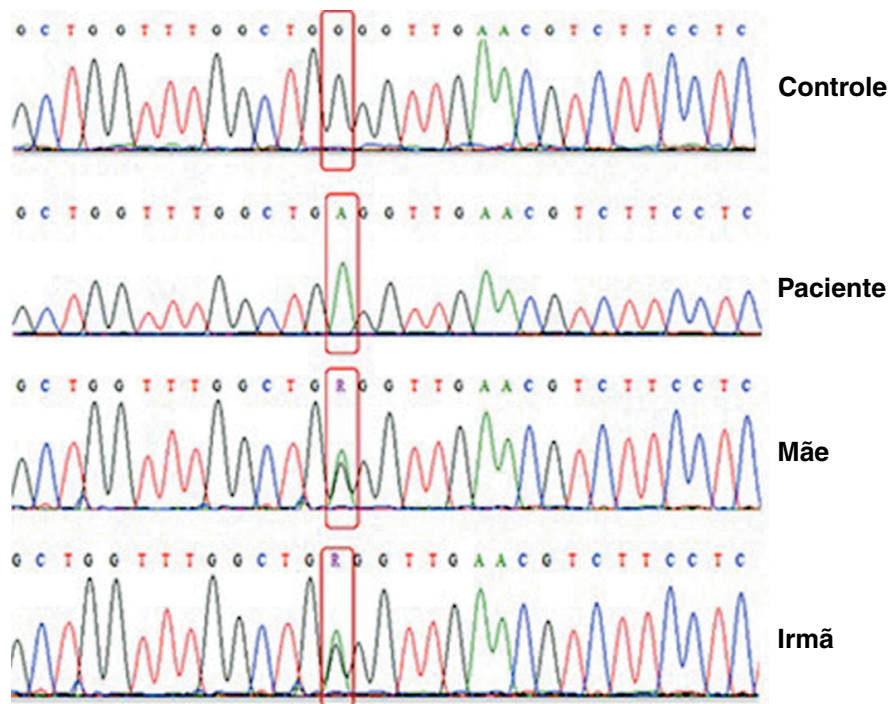 G C T G G T T T G G C T G G G G T T G A A C G T C T T C C T C
Controle
G C T G G T T T G G C T G A G G T T G A A C G T C T T C C T C
Paciente
G C T G G T T T G G C T G R G G T T G A A C G T C T T C C T C
Mãe
G C T G G T T T G G C T G R G G T T G A A C G T C T T C C T C
Irmã